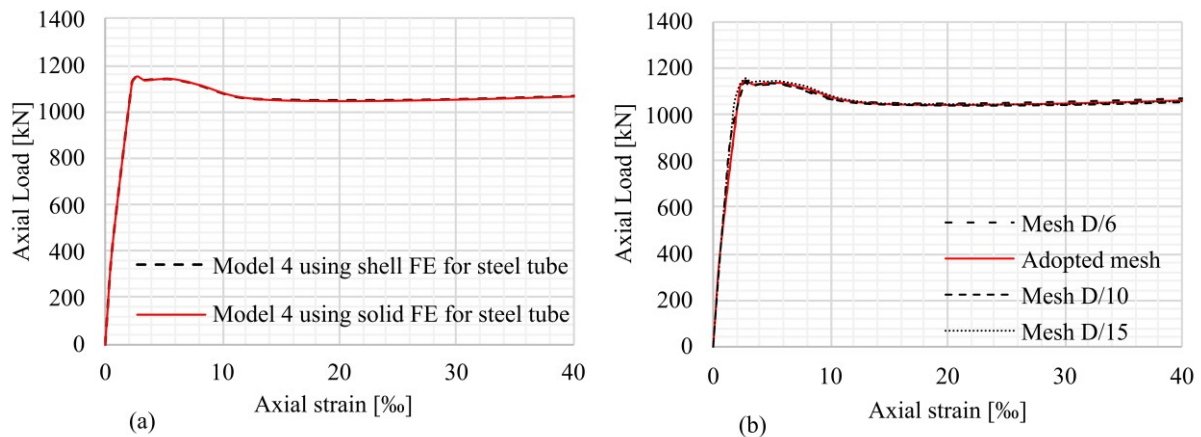 1400
1200
1000
800
600
400
200
0
Axial Load [kN]
Model 4 using shell FE for steel tube
Model 4 using solid FE for steel tube
0 10 20 30 40
Axial strain [‰]
(a)
1400
1200
1000
800
600
400
200
0
Axial Load [kN]
Mesh D/6
Adopted mesh
Mesh D/10
Mesh D/15
0 10 20 30 40
Axial strain [‰]
(b)